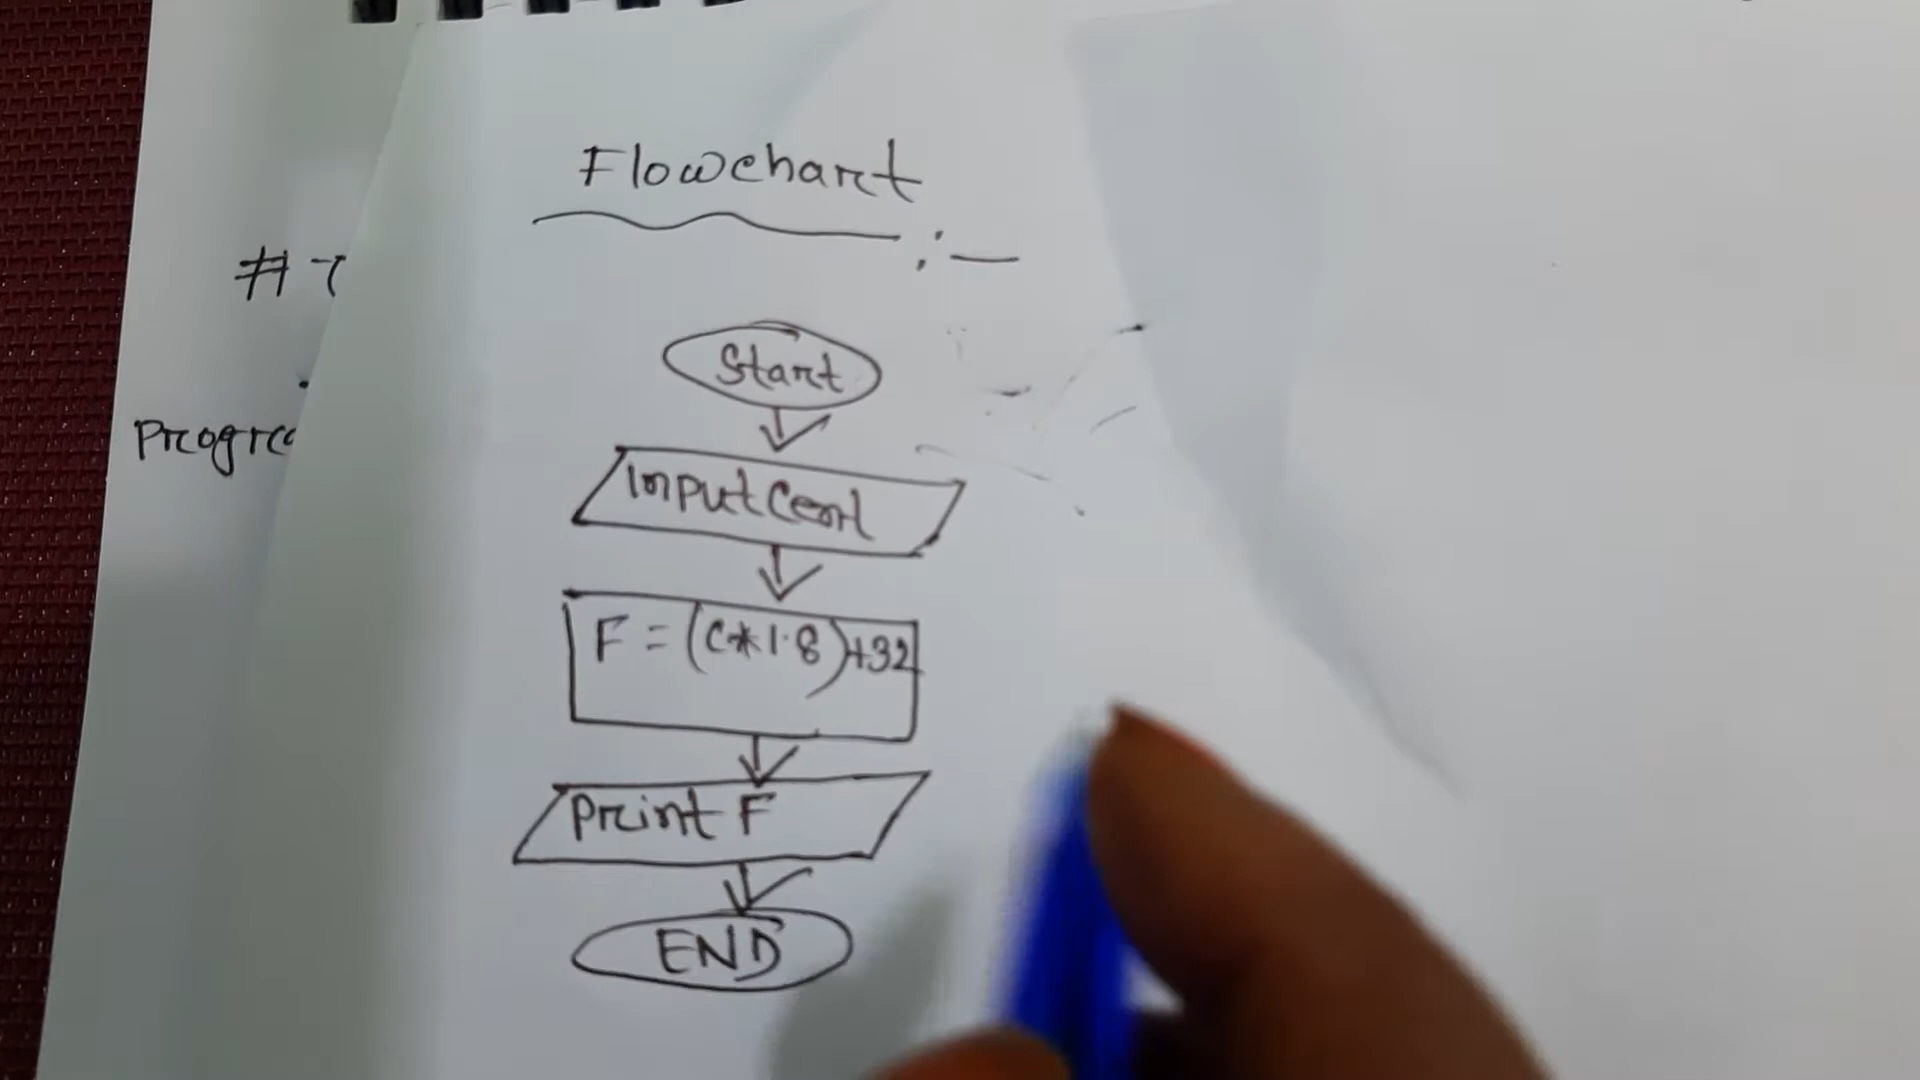 Flowchart :—
#
Start
Input Cent
F = (C*1.8)+32
Print F
END